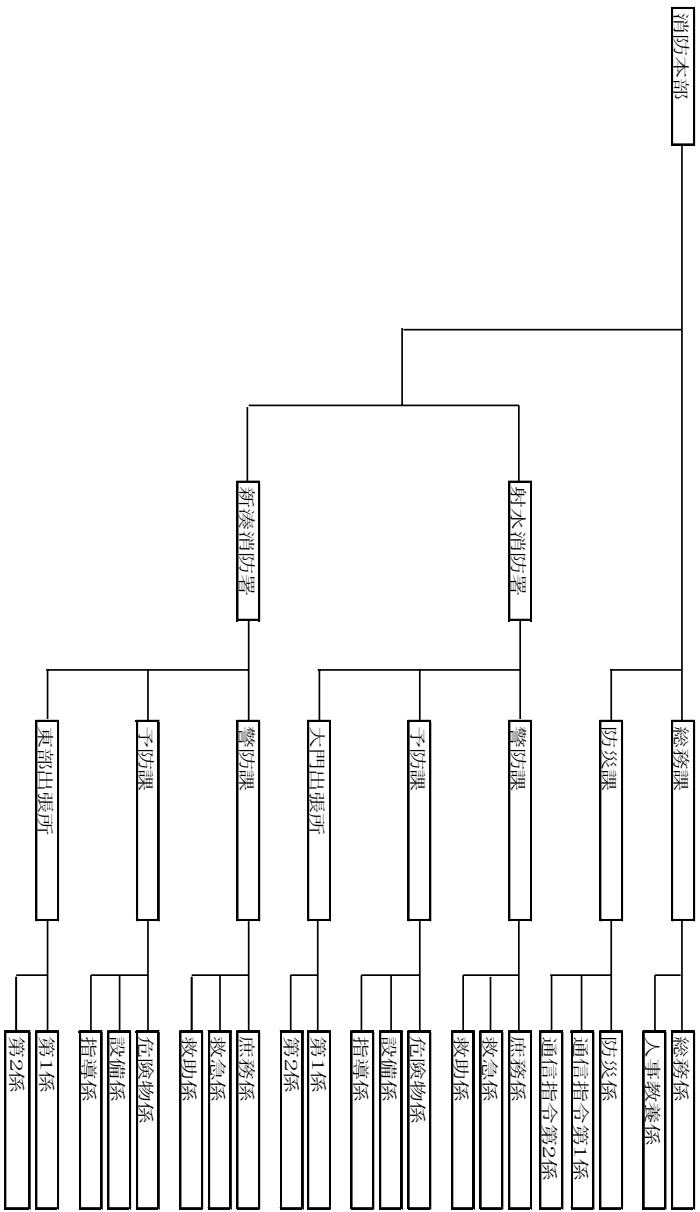 消防本部
総務課
総務係
人事教養係
防災課
防災係
通信指令第1係
通信指令第2係
射水消防署
警防課
庶務係
救急係
救助係
予防課
危険物係
設備係
指導係
大門出張所
第1係
第2係
新湊消防署
警防課
庶務係
救急係
救助係
予防課
危険物係
設備係
指導係
東部出張所
第1係
第2係